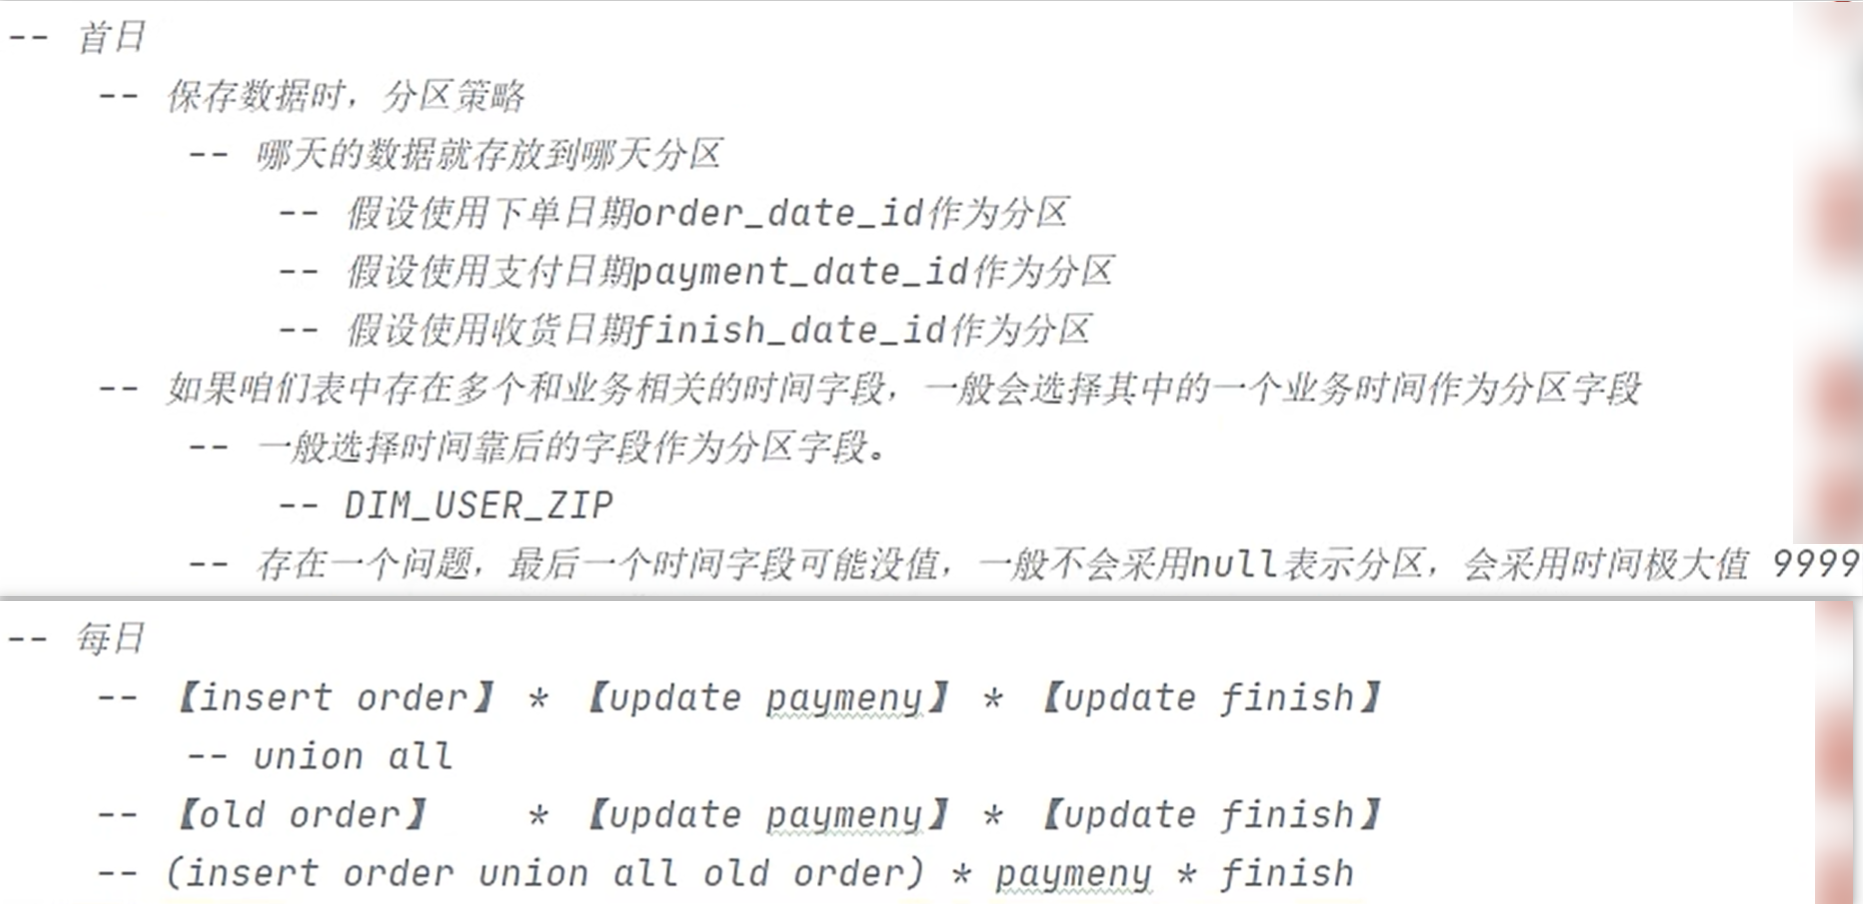 -- 首日
-- 保存数据时，分区策略
-- 哪天的数据就存放到哪天分区
-- 假设使用下单日期order_date_id作为分区
-- 假设使用支付日期payment_date_id作为分区
-- 假设使用收货日期finish_date_id作为分区
-- 如果咱们表中存在多个和业务相关的时间字段，一般会选择其中的一个业务时间作为分区字段
-- 一般选择时间靠后的字段作为分区字段。
-- DIM_USER_ZIP
-- 存在一个问题，最后一个时间字段可能没值，一般不会采用null表示分区，会采用时间极大值 9999
-- 每日
-- 【insert order】 * 【update paymeny】 * 【update finish】
-- union all
-- 【old order】 * 【update paymeny】 * 【update finish】
-- (insert order union all old order) * paymeny * finish